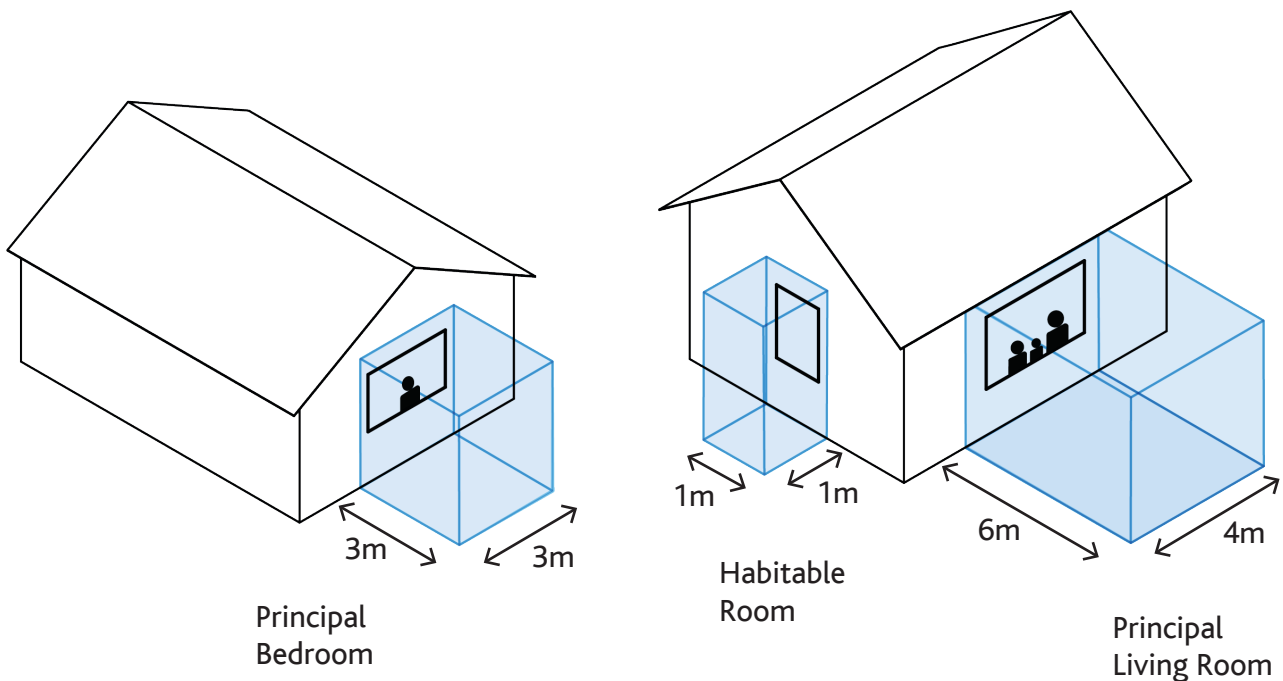 3m
3m
Principal
Bedroom
1m
1m
Habitable
Room
6m
4m
Principal
Living Room